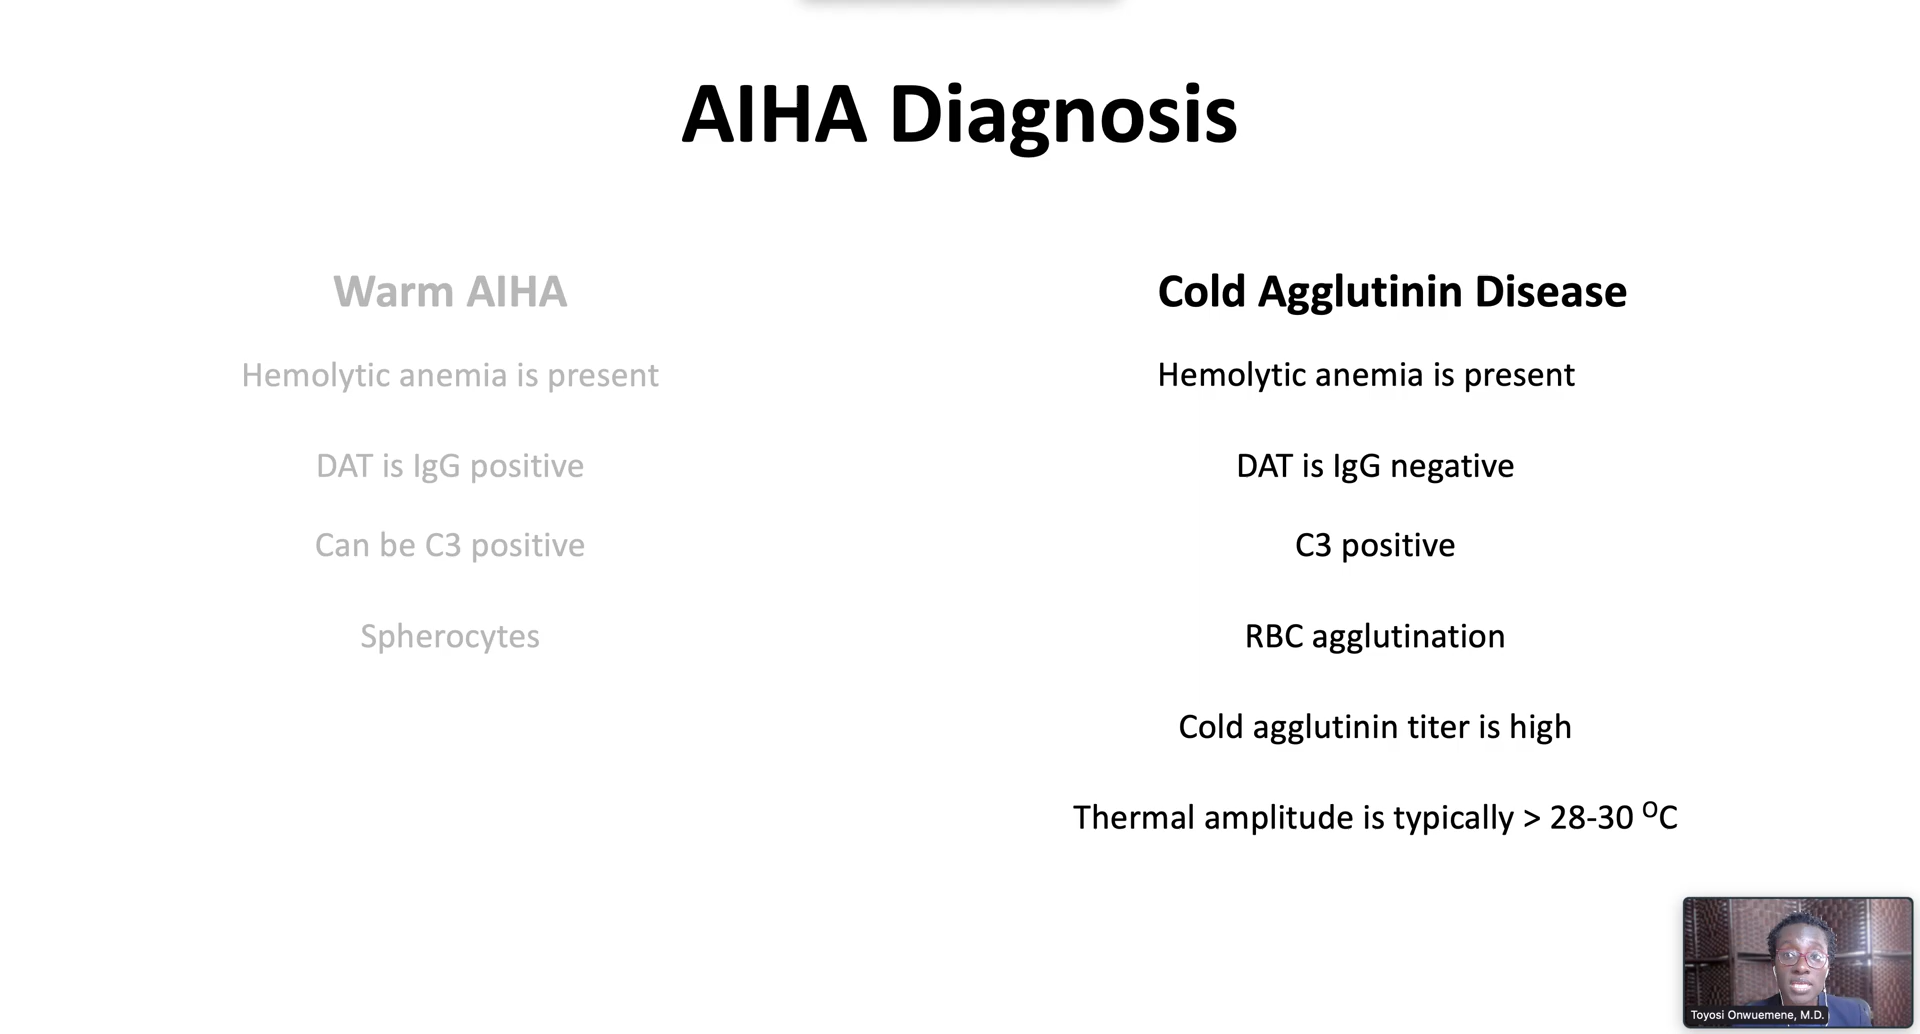 AIHA Diagnosis
Warm AIHA
Hemolytic anemia is present
DAT is IgG positive
Can be C3 positive
Spherocytes
Cold Agglutinin Disease
Hemolytic anemia is present
DAT is IgG negative
C3 positive
RBC agglutination
Cold agglutinin titer is high
Thermal amplitude is typically > 28-30 ᴼC
Toyosi Onwuemene, M.D.